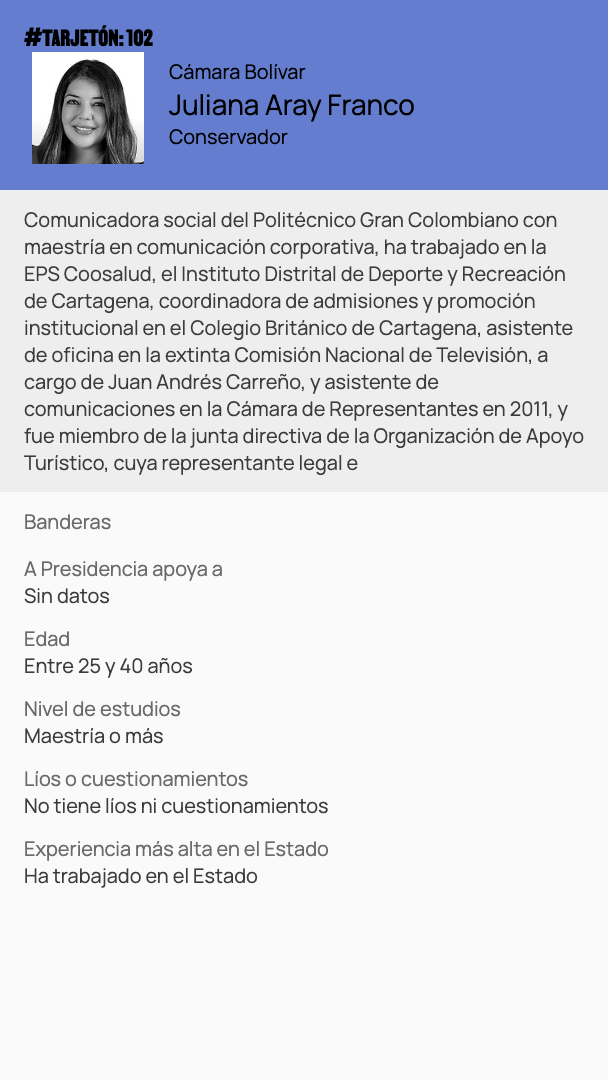 #TARJETÓN: 102
Cámara Bolívar
Juliana Aray Franco
Conservador
Comunicadora social del Politécnico Gran Colombiano con
maestría en comunicación corporativa, ha trabajado en la
EPS Coosalud, el Instituto Distrital de Deporte y Recreación
de Cartagena, coordinadora de admisiones y promoción
institucional en el Colegio Británico de Cartagena, asistente
de oficina en la extinta Comisión Nacional de Televisión, a
cargo de Juan Andrés Carreño, y asistente de
comunicaciones en la Cámara de Representantes en 2011, y
fue miembro de la junta directiva de la Organización de Apoyo
Turístico, cuya representante legal e
Banderas
A Presidencia apoya a
Sin datos
Edad
Entre 25 y 40 años
Nivel de estudios
Maestría o más
Líos o cuestionamientos
No tiene líos ni cuestionamientos
Experiencia más alta en el Estado
Ha trabajado en el Estado